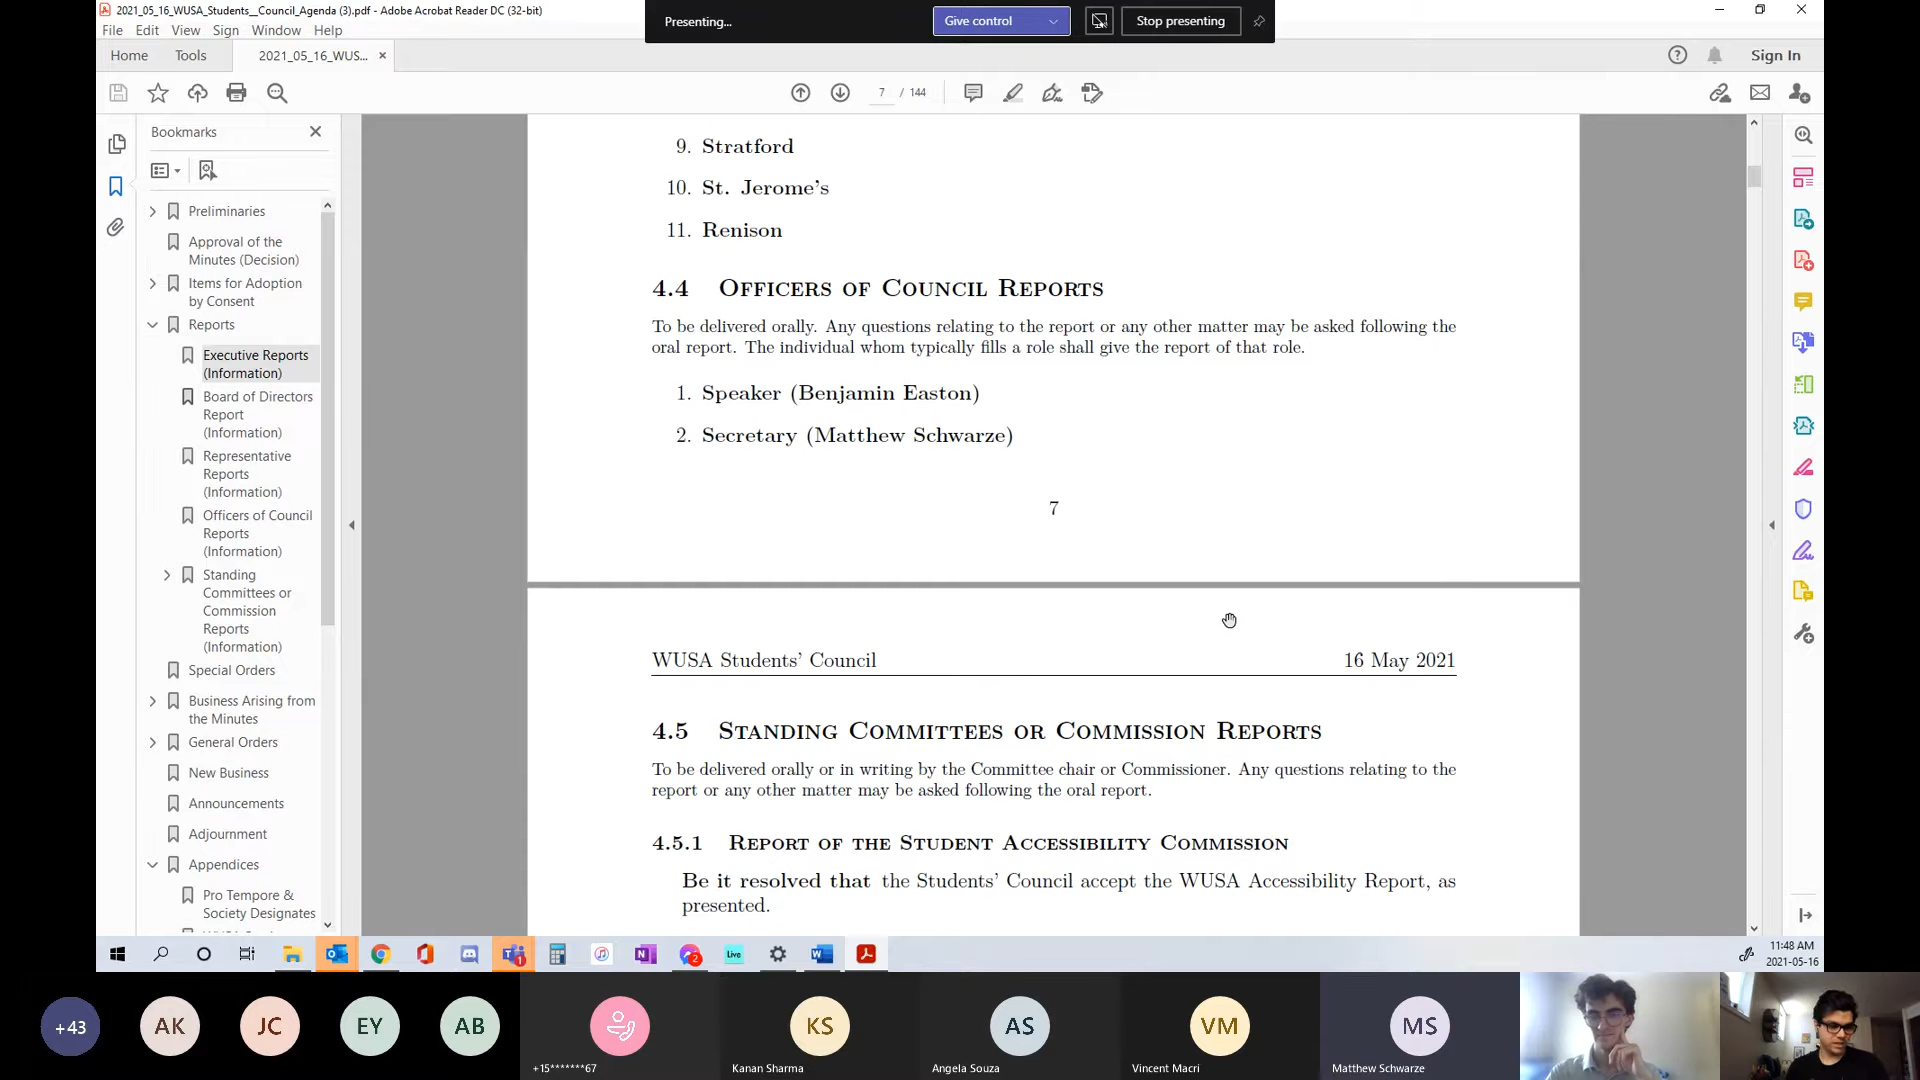 2021_05_16_WUSA_Students__Council_Agenda (3).pdf - Adobe Acrobat Reader DC (32-bit)
Presenting...
Give control
Stop presenting
File Edit View Sign Window Help
Home Tools 2021_05_16_WUS... ×
Sign In
7 / 144
Bookmarks
Preliminaries
Approval of the
Minutes (Decision)
Items for Adoption
by Consent
Reports
Executive Reports
(Information)
Board of Directors
Report
(Information)
Representative
Reports
(Information)
Officers of Council
Reports
(Information)
Standing
Committees or
Commission
Reports
(Information)
Special Orders
Business Arising from
the Minutes
General Orders
New Business
Announcements
Adjournment
Appendices
Pro Tempore &
Society Designates
9. Stratford
10. St. Jerome's
11. Renison
4.4 Officers of Council Reports
To be delivered orally. Any questions relating to the report or any other matter may be asked following the
oral report. The individual whom typically fills a role shall give the report of that role.
1. Speaker (Benjamin Easton)
2. Secretary (Matthew Schwarze)
7
WUSA Students' Council 16 May 2021
4.5 Standing Committees or Commission Reports
To be delivered orally or in writing by the Committee chair or Commissioner. Any questions relating to the
report or any other matter may be asked following the oral report.
4.5.1 Report of the Student Accessibility Commission
Be it resolved that the Students' Council accept the WUSA Accessibility Report, as
presented.
Live
11:48 AM
2021-05-16
+43 AK JC EY AB KS AS VM MS
+15*******67 Kanan Sharma Angela Souza Vincent Macri Matthew Schwarze